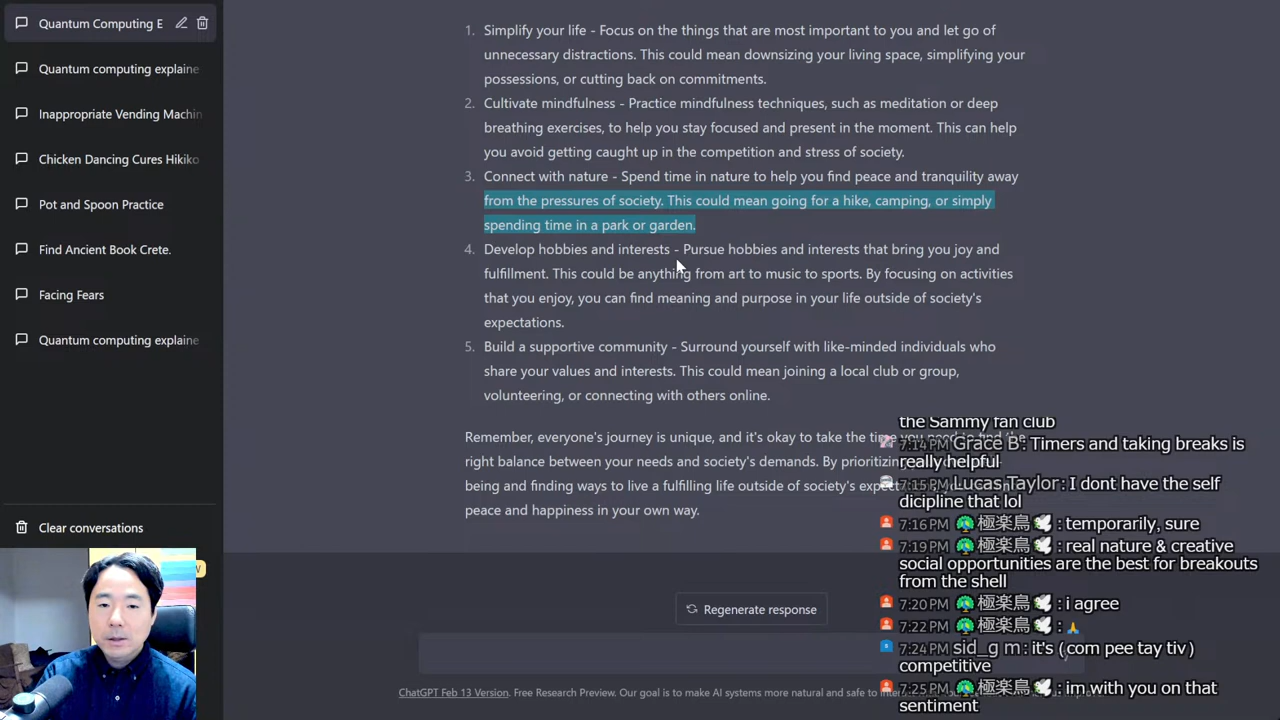 Quantum Computing E
Quantum computing explaine
Inappropriate Vending Machin
Chicken Dancing Cures Hikiko
Pot and Spoon Practice
Find Ancient Book Crete.
Facing Fears
Quantum computing explaine
Clear conversations
W
1. Simplify your life - Focus on the things that are most important to you and let go of
unnecessary distractions. This could mean downsizing your living space, simplifying your
possessions, or cutting back on commitments.
2. Cultivate mindfulness - Practice mindfulness techniques, such as meditation or deep
breathing exercises, to help you stay focused and present in the moment. This can help
you avoid getting caught up in the competition and stress of society.
3. Connect with nature - Spend time in nature to help you find peace and tranquility away
from the pressures of society. This could mean going for a hike, camping, or simply
spending time in a park or garden.
4. Develop hobbies and interests - Pursue hobbies and interests that bring you joy and
fulfillment. This could be anything from art to music to sports. By focusing on activities
that you enjoy, you can find meaning and purpose in your life outside of society's
expectations.
5. Build a supportive community - Surround yourself with like-minded individuals who
share your values and interests. This could mean joining a local club or group,
volunteering, or connecting with others online.
Remember, everyone's journey is unique, and it's okay to take the time you need to find the
right balance between your needs and society's demands. By prioritizing
being and finding ways to live a fulfilling life outside of society's expect
peace and happiness in your own way.
Regenerate response
ChatGPT Feb 13 Version. Free Research Preview. Our goal is to make AI systems more natural and safe to
the Sammy fan club
7:14 PM Grace B: Timers and taking breaks is
really helpful
7:15 PM Lucas Taylor: I dont have the self
dicipline that lol
7:16 PM 🦚極楽鳥🕊: temporarily, sure
7:19 PM 🦚極楽鳥🕊: real nature & creative
social opportunities are the best for breakouts
from the shell
7:20 PM 🦚極楽鳥🕊: i agree
7:22 PM 🦚極楽鳥🕊: 🙏
7:24 PM sid_g m: it's ( com pee tay tiv )
competitive
7:25 PM 🦚極楽鳥🕊: im with you on that
sentiment